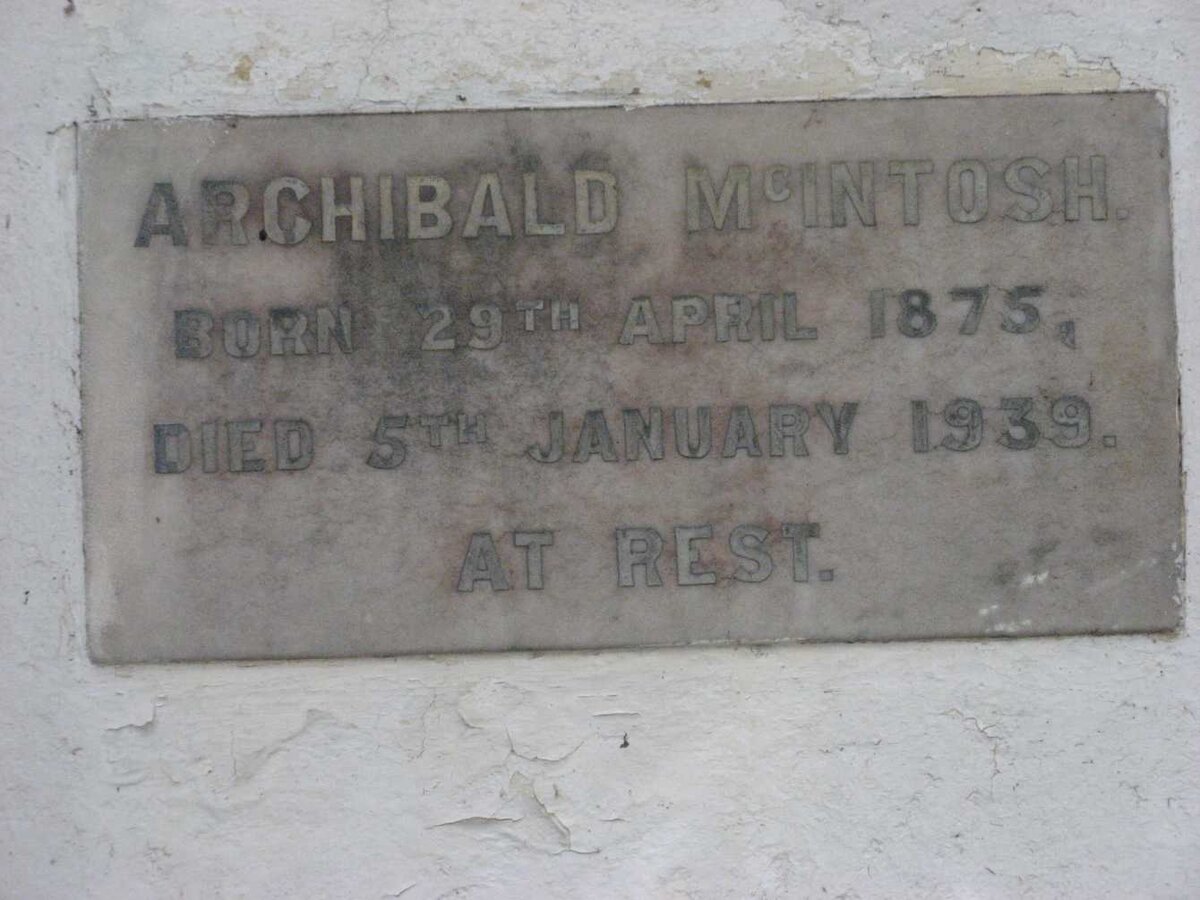 ARCHIBALD McINTOSH.
BORN 29TH APRIL 1875,
DIED 5TH JANUARY 1939.
AT REST.